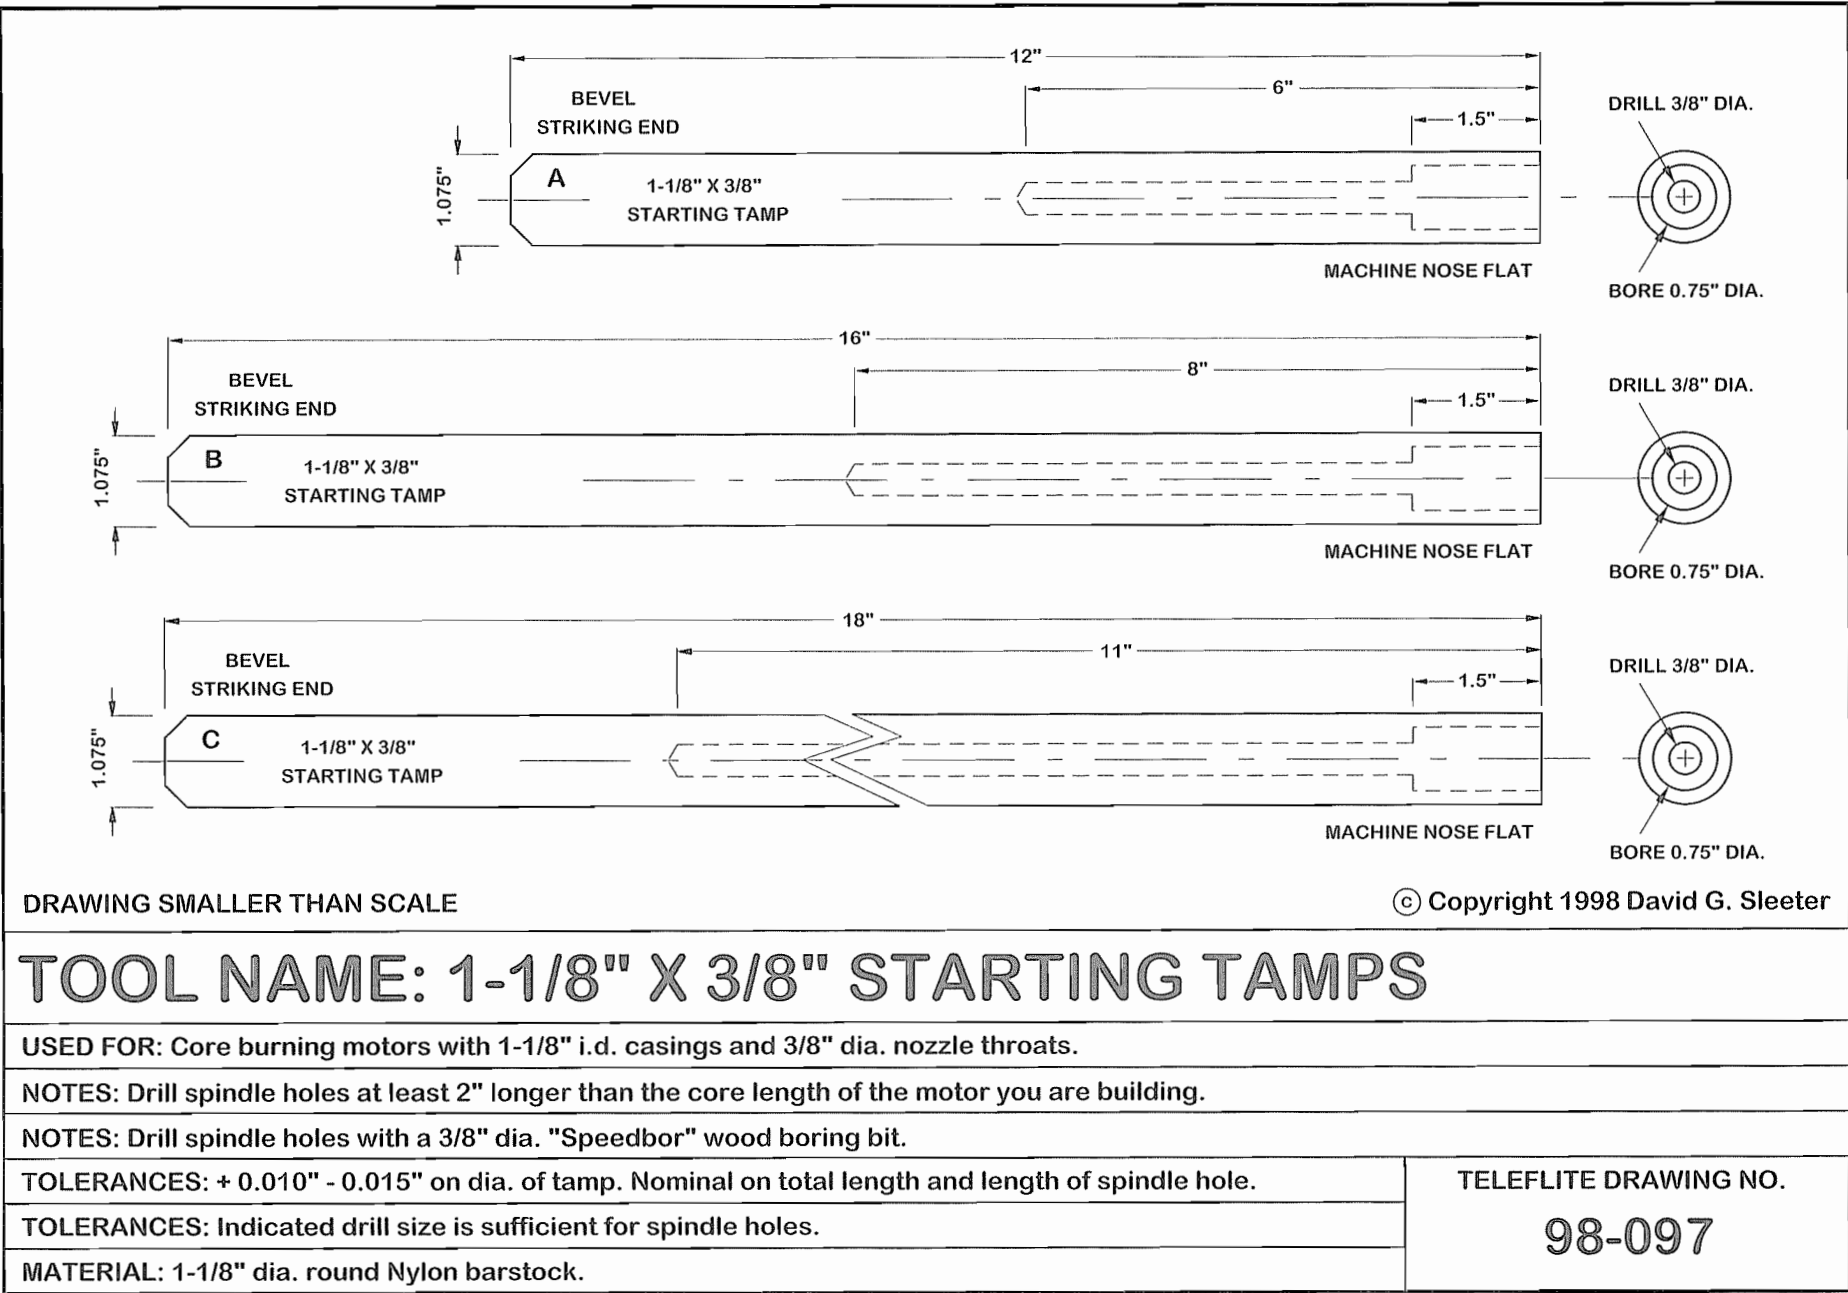 12"
6"
1.5"
BEVEL
STRIKING END
DRILL 3/8" DIA.
1.075"
A
1-1/8" X 3/8"
STARTING TAMP
MACHINE NOSE FLAT
BORE 0.75" DIA.
16"
8"
1.5"
BEVEL
STRIKING END
DRILL 3/8" DIA.
1.075"
B
1-1/8" X 3/8"
STARTING TAMP
MACHINE NOSE FLAT
BORE 0.75" DIA.
18"
11"
1.5"
BEVEL
STRIKING END
DRILL 3/8" DIA.
1.075"
C
1-1/8" X 3/8"
STARTING TAMP
MACHINE NOSE FLAT
BORE 0.75" DIA.
DRAWING SMALLER THAN SCALE
© Copyright 1998 David G. Sleeter
TOOL NAME: 1-1/8" X 3/8" STARTING TAMPS
USED FOR: Core burning motors with 1-1/8" i.d. casings and 3/8" dia. nozzle throats.
NOTES: Drill spindle holes at least 2" longer than the core length of the motor you are building.
NOTES: Drill spindle holes with a 3/8" dia. "Speedbor" wood boring bit.
TOLERANCES: + 0.010" - 0.015" on dia. of tamp. Nominal on total length and length of spindle hole.
TOLERANCES: Indicated drill size is sufficient for spindle holes.
MATERIAL: 1-1/8" dia. round Nylon barstock.
TELEFLITE DRAWING NO.
98-097